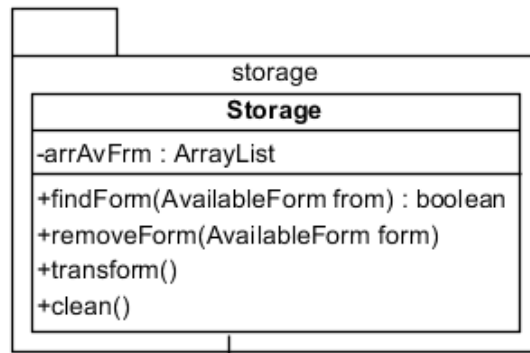 storage
Storage
-arrAvFrm : ArrayList
+findForm(AvailableForm from) : boolean
+removeForm(AvailableForm form)
+transform()
+clean()